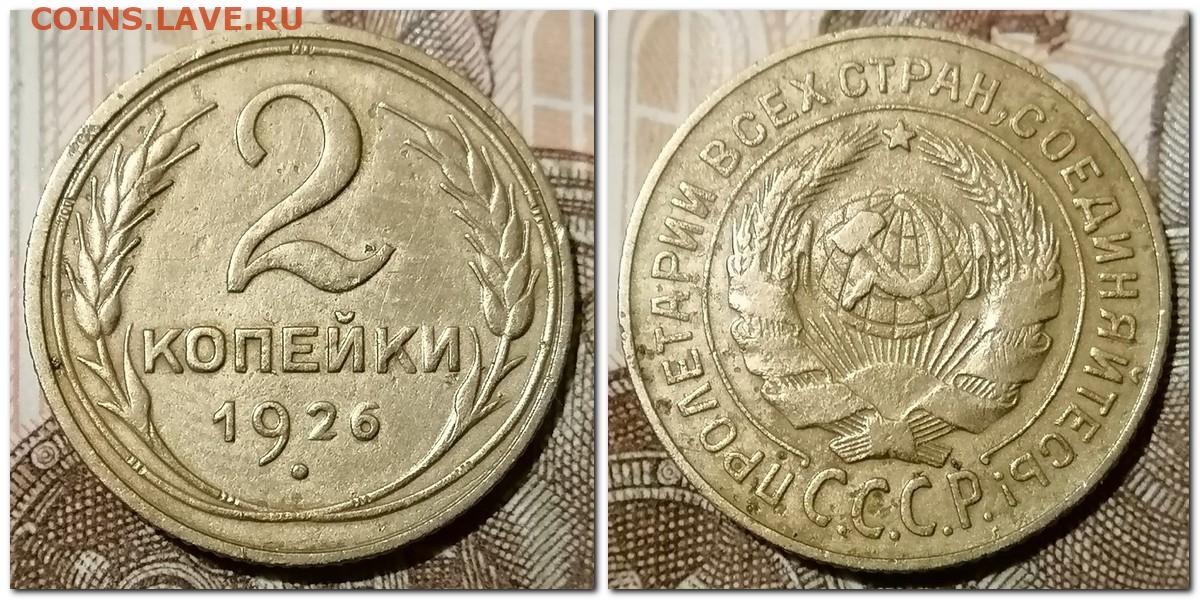 COINS.LAVE.RU
2
КОПЕЙКИ
1926
ПРОЛЕТАРИИ ВСЕХ СТРАН, СОЕДИНЯЙТЕСЬ!
С.С.С.Р.